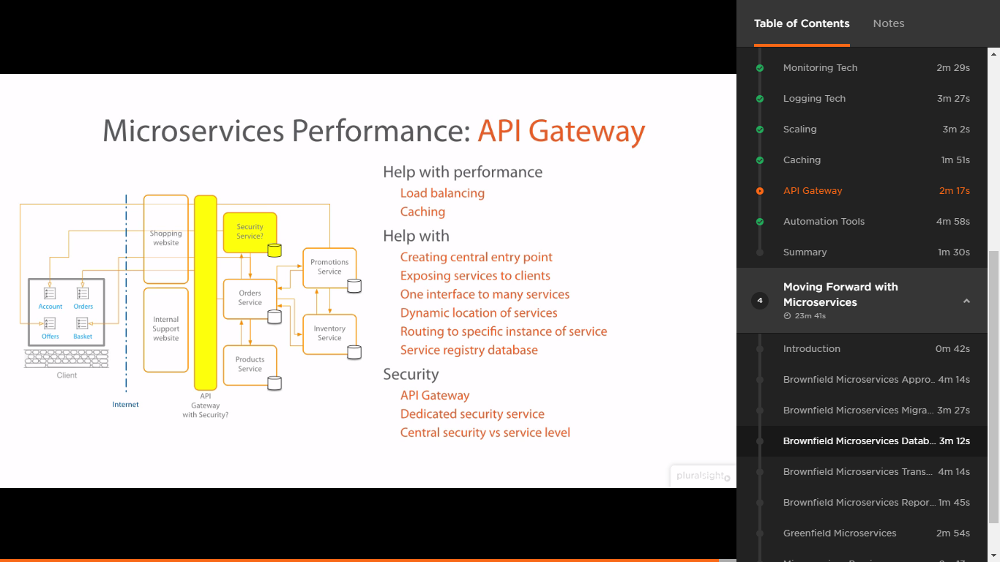 Microservices Performance: API Gateway
Help with performance
Load balancing
Caching
Help with
Creating central entry point
Exposing services to clients
One interface to many services
Dynamic location of services
Routing to specific instance of service
Service registry database
Security
API Gateway
Dedicated security service
Central security vs service level
Shopping
website
Internal
Support
website
Security
Service?
Promotions
Service
Orders
Service
Inventory
Service
Products
Service
Account
Orders
Offers
Basket
Client
Internet
API
Gateway
with Security?
pluralsight
Table of Contents
Notes
Monitoring Tech 2m 29s
Logging Tech 3m 27s
Scaling 3m 2s
Caching 1m 51s
API Gateway 2m 17s
Automation Tools 4m 58s
Summary 1m 30s
4
Moving Forward with
Microservices
23m 41s
Introduction 0m 42s
Brownfield Microservices Appro.. 4m 14s
Brownfield Microservices Migra... 3m 27s
Brownfield Microservices Datab... 3m 12s
Brownfield Microservices Trans... 4m 14s
Brownfield Microservices Repor... 1m 45s
Greenfield Microservices 2m 54s